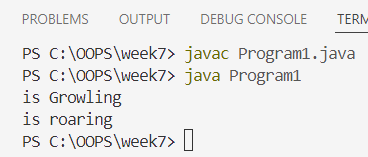 PROBLEMS OUTPUT DEBUG CONSOLE
PS C:\OOPS\week7> javac Program1.java
PS C:\OOPS\week7> java Program1
is Growling
is roaring
PS C:\OOPS\week7>